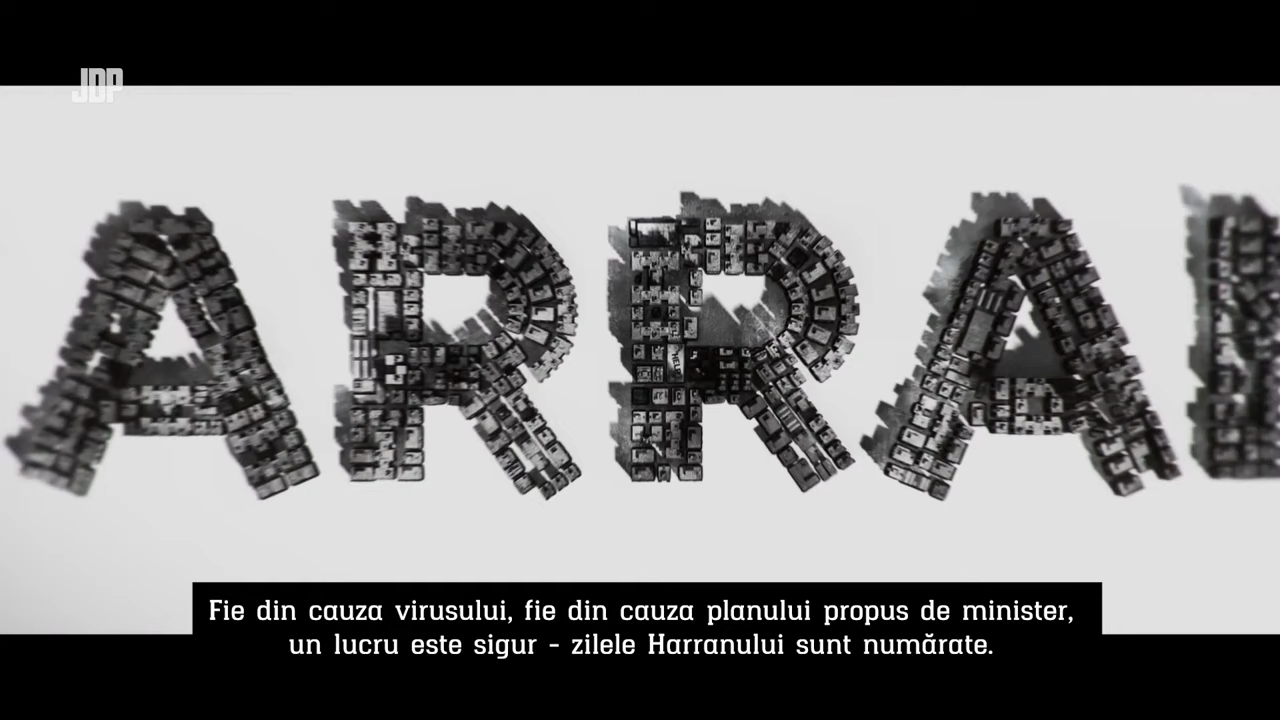 JDP
ARRA
HELP
Fie din cauza virusului, fie din cauza planului propus de minister,
un lucru este sigur - zilele Harranului sunt numărate.